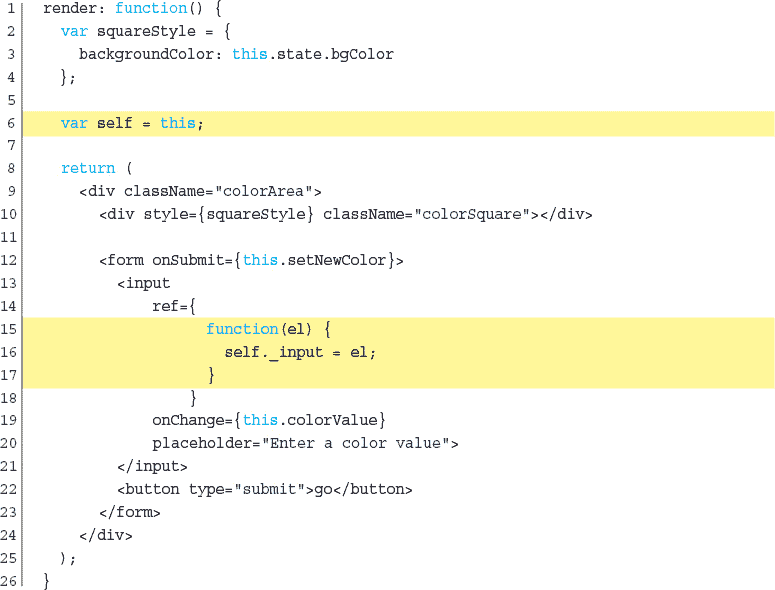 1 render: function() {
2 var squareStyle = {
3 backgroundColor: this.state.bgColor
4 };
5
6 var self = this;
7
8 return (
9 <div className="colorArea">
10 <div style={squareStyle} className="colorSquare"></div>
11
12 <form onSubmit={this.setNewColor}>
13 <input
14 ref={
15 function(el) {
16 self._input = el;
17 }
18 }
19 onChange={this.colorValue}
20 placeholder="Enter a color value">
21 </input>
22 <button type="submit">go</button>
23 </form>
24 </div>
25 );
26 }